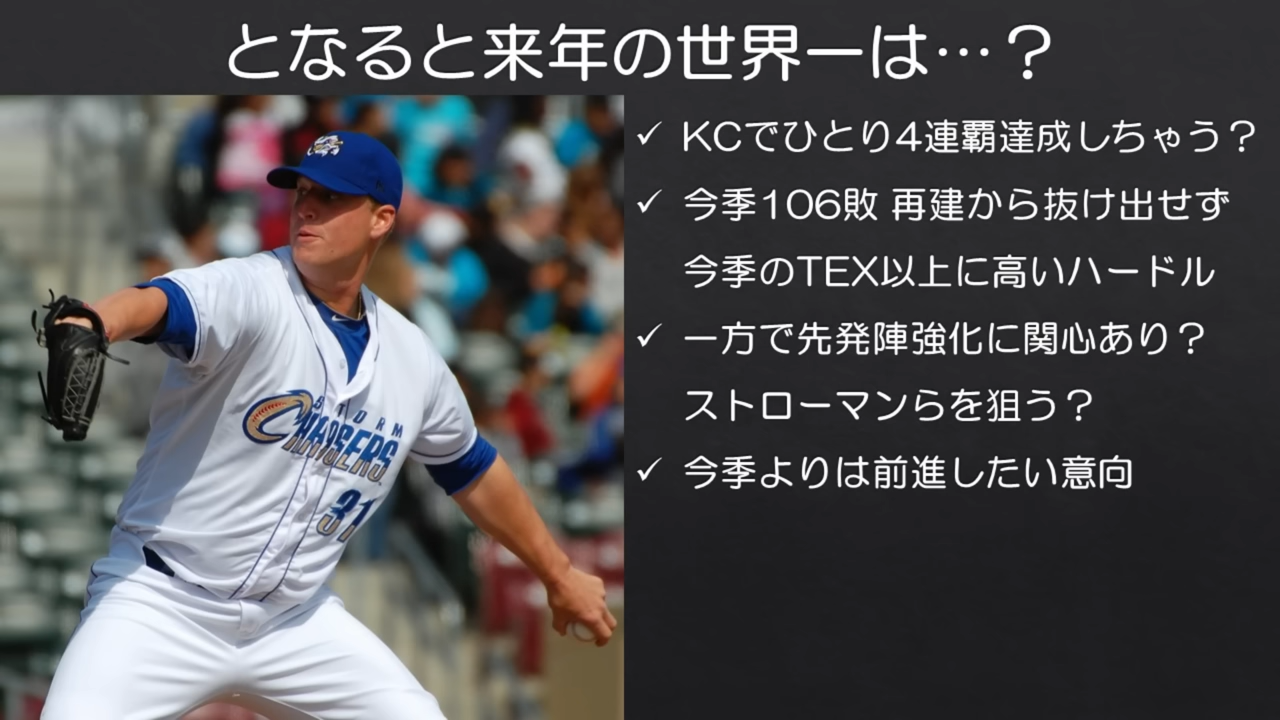 となると来年の世界一は…？
✓ KCでひとり4連覇達成しちゃう？
✓ 今季106敗 再建から抜け出せず
今季のTEX以上に高いハードル
✓ 一方で先発陣強化に関心あり？
ストローマンらを狙う？
✓ 今季よりは前進したい意向
STORM
CHASERS
31